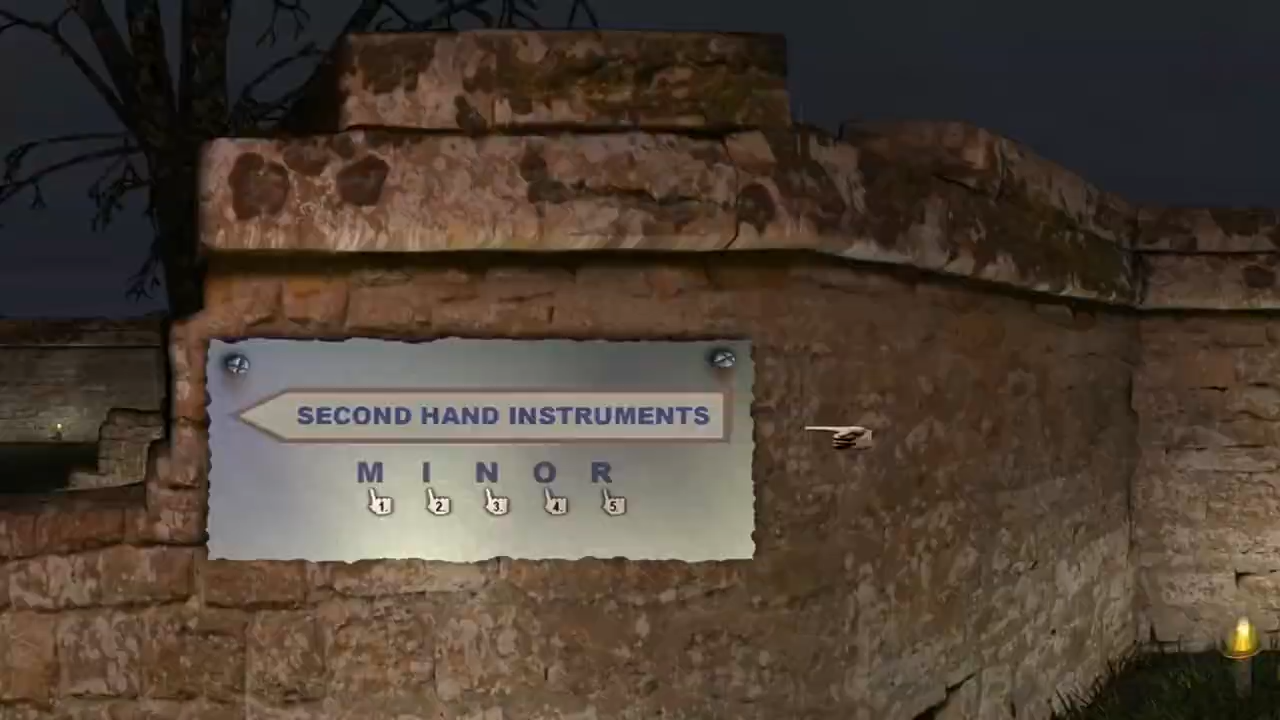 SECOND HAND INSTRUMENTS
M I N O R
1. 2. 3. 4. 5.